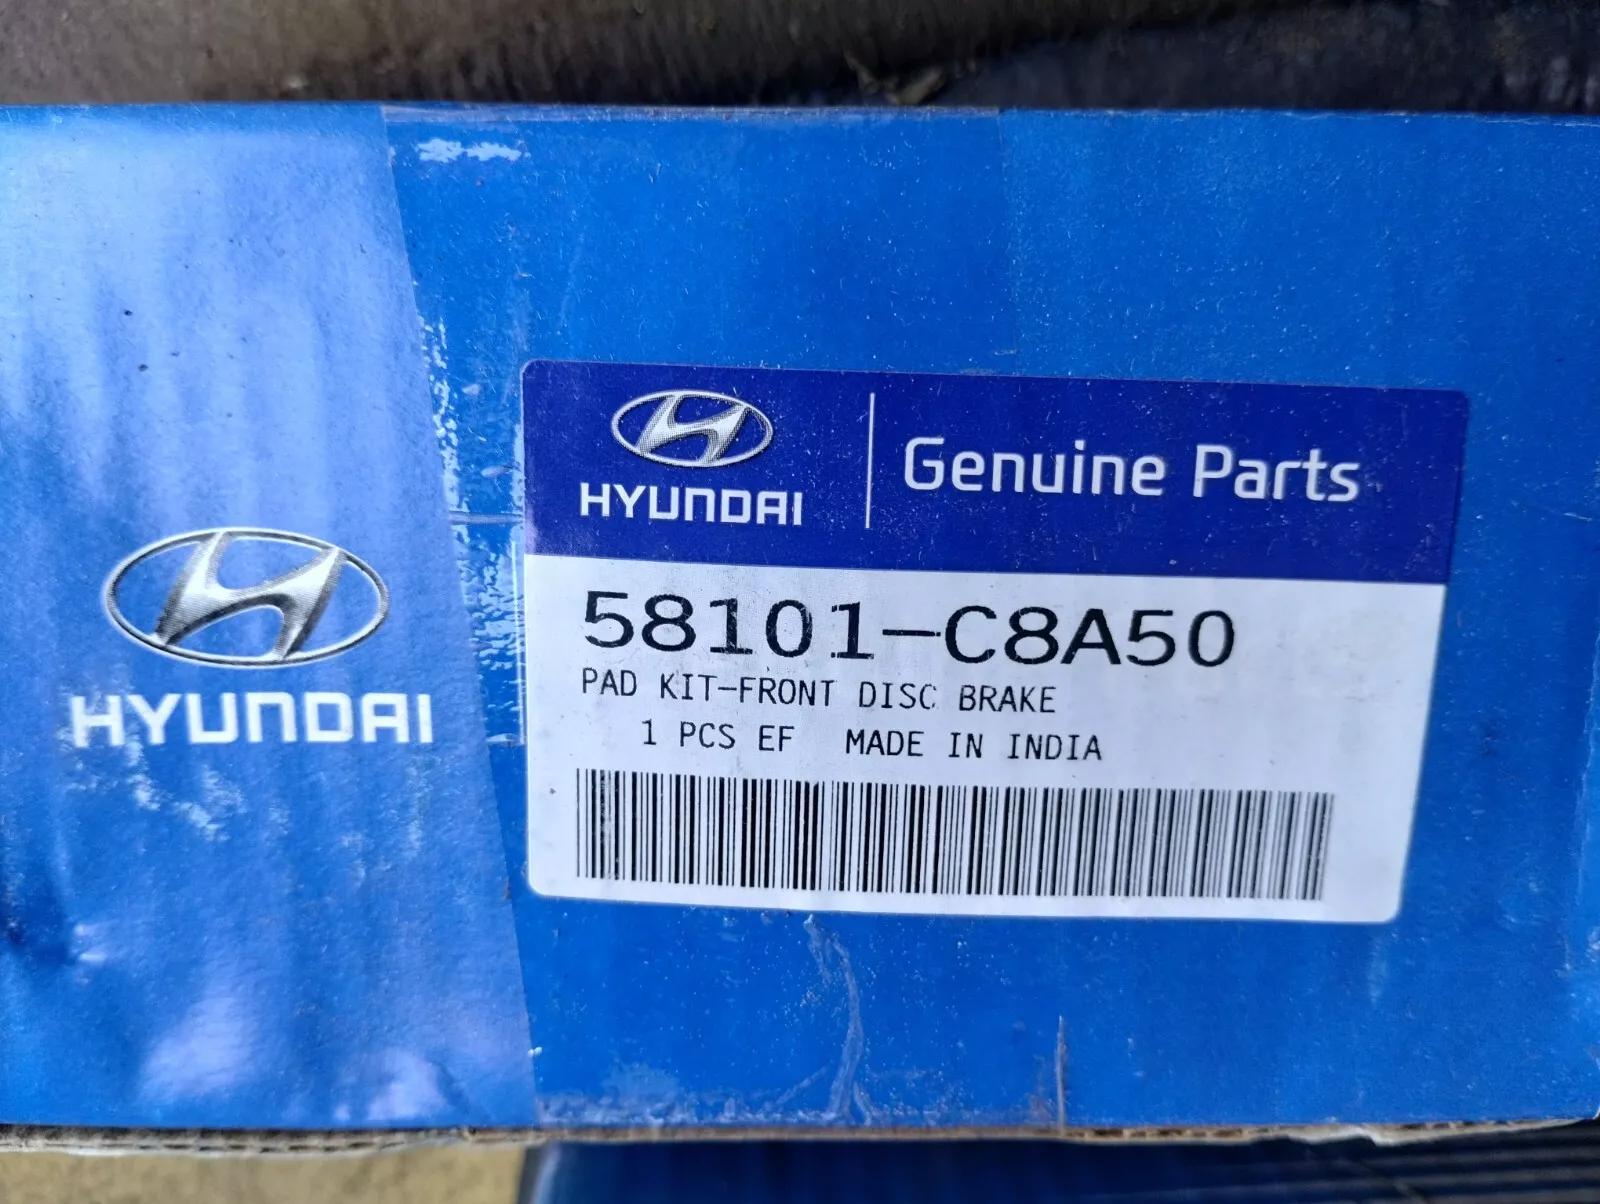 HYUNDAI
HYUNDAI
Genuine Parts
58101-C8A50
PAD KIT-FRONT DISC BRAKE
1 PCS EF MADE IN INDIA